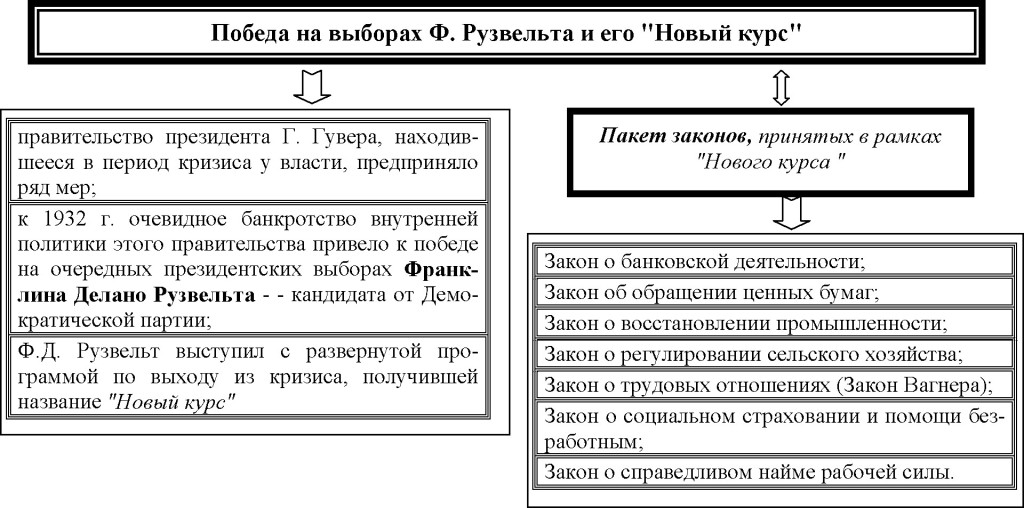 Победа на выборах Ф. Рузвельта и его "Новый курс"
правительство президента Г. Гувера, находив-
шееся в период кризиса у власти, предприняло
ряд мер;
к 1932 г. очевидное банкротство внутренней
политики этого правительства привело к победе
на очередных президентских выборах Франк-
лина Делано Рузвельта - - кандидата от Демо-
кратической партии;
Ф.Д. Рузвельт выступил с развернутой про-
граммой по выходу из кризиса, получившей
название "Новый курс"
Пакет законов, принятых в рамках
"Нового курса "
Закон о банковской деятельности;
Закон об обращении ценных бумаг;
Закон о восстановлении промышленности;
Закон о регулировании сельского хозяйства;
Закон о трудовых отношениях (Закон Вагнера);
Закон о социальном страховании и помощи без-
работным;
Закон о справедливом найме рабочей силы.